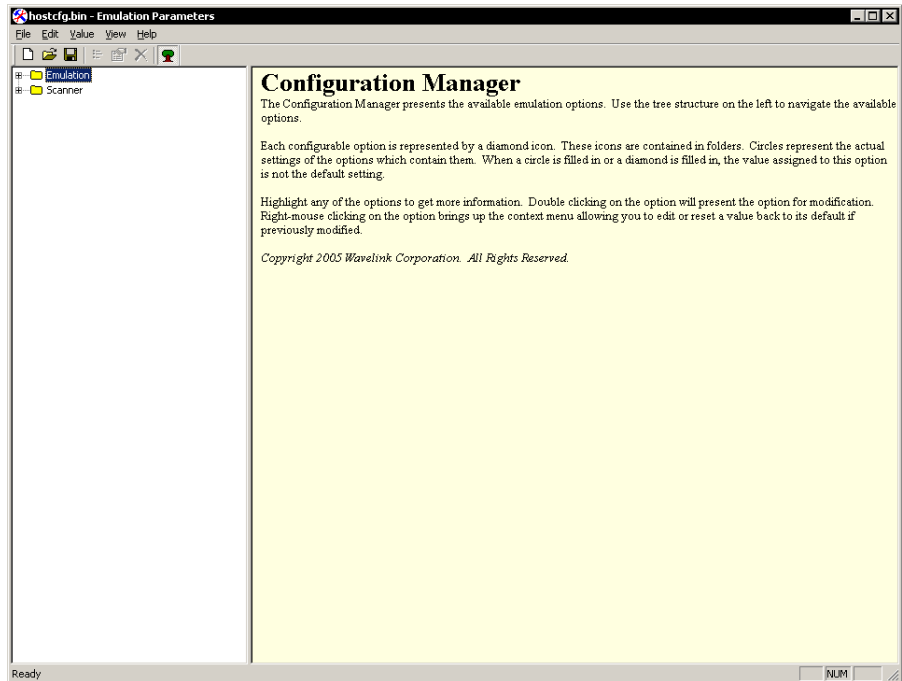 hostcfg.bin - Emulation Parameters
File Edit Value View Help
Emulation
Scanner
Configuration Manager
The Configuration Manager presents the available emulation options. Use the tree structure on the left to navigate the available
options.
Each configurable option is represented by a diamond icon. These icons are contained in folders. Circles represent the actual
settings of the options which contain them. When a circle is filled in or a diamond is filled in, the value assigned to this option
is not the default setting.
Highlight any of the options to get more information. Double clicking on the option will present the option for modification.
Right-mouse clicking on the option brings up the context menu allowing you to edit or reset a value back to its default if
previously modified.
Copyright 2005 Wavelink Corporation. All Rights Reserved.
Ready
NUM